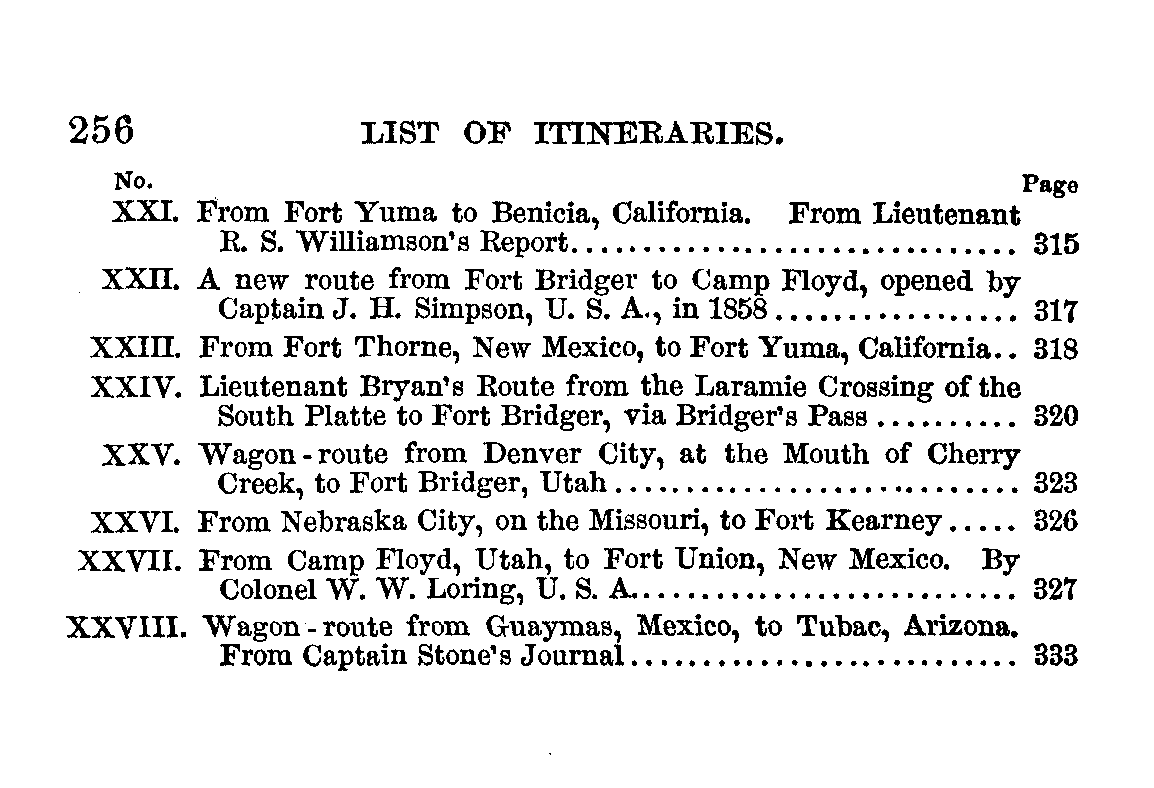 256 LIST OF ITINERARIES.
No. Page
XXI. From Fort Yuma to Benicia, California. From Lieutenant
R. S. Williamson's Report............................... 315
XXII. A new route from Fort Bridger to Camp Floyd, opened by
Captain J. H. Simpson, U. S. A., in 1858................. 317
XXIII. From Fort Thorne, New Mexico, to Fort Yuma, California.. 318
XXIV. Lieutenant Bryan's Route from the Laramie Crossing of the
South Platte to Fort Bridger, via Bridger's Pass.......... 320
XXV. Wagon-route from Denver City, at the Mouth of Cherry
Creek, to Fort Bridger, Utah............................. 323
XXVI. From Nebraska City, on the Missouri, to Fort Kearney..... 326
XXVII. From Camp Floyd, Utah, to Fort Union, New Mexico. By
Colonel W. W. Loring, U. S. A........................... 327
XXVIII. Wagon-route from Guaymas, Mexico, to Tubac, Arizona.
From Captain Stone's Journal........................... 333